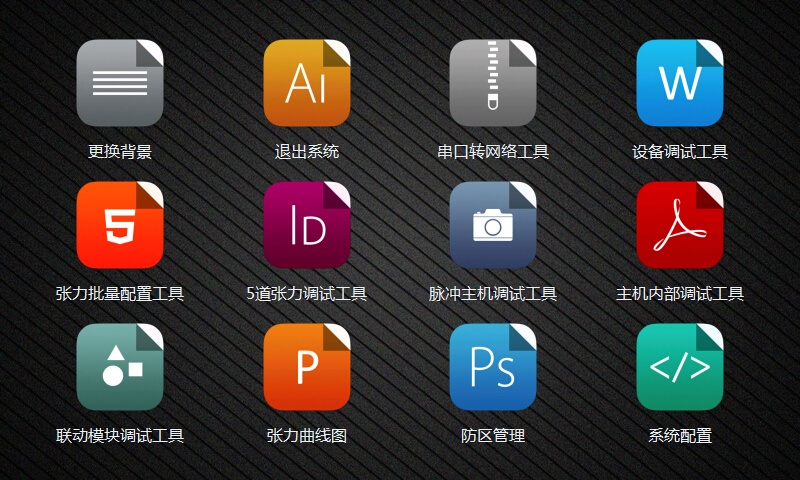 Ai
W
更换背景
退出系统
串口转网络工具
设备调试工具
5
ID
张力批量配置工具
5道张力调试工具
脉冲主机调试工具
主机内部调试工具
P
Ps
</>
联动模块调试工具
张力曲线图
防区管理
系统配置